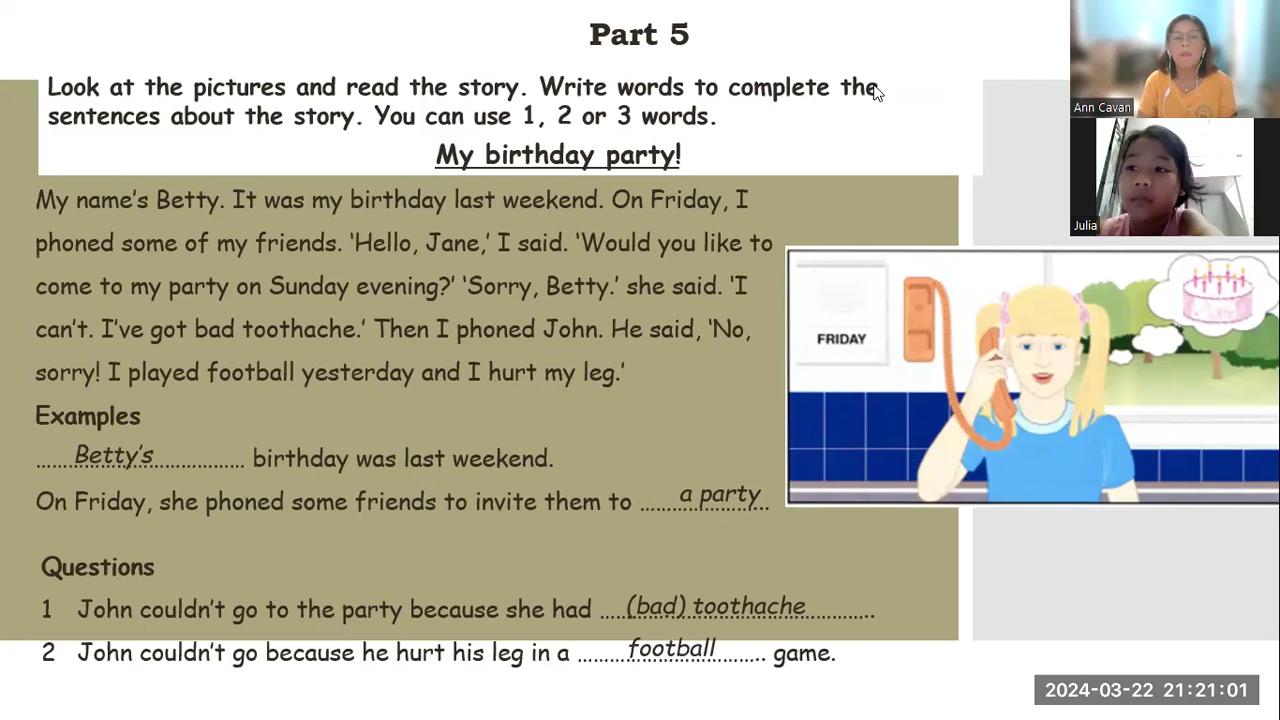 Part 5
Look at the pictures and read the story. Write words to complete the
sentences about the story. You can use 1, 2 or 3 words.
My birthday party!
My name's Betty. It was my birthday last weekend. On Friday, I
phoned some of my friends. ‘Hello, Jane,’ I said. ‘Would you like to
come to my party on Sunday evening?’ ‘Sorry, Betty.’ she said. ‘I
can’t. I’ve got bad toothache.’ Then I phoned John. He said, ‘No,
sorry! I played football yesterday and I hurt my leg.’
Examples
Betty’s birthday was last weekend.
On Friday, she phoned some friends to invite them to a party
Questions
1 John couldn’t go to the party because she had (bad) toothache
2 John couldn’t go because he hurt his leg in a football game.
FRIDAY
Ann Cavan
Julia
2024-03-22 21:21:01